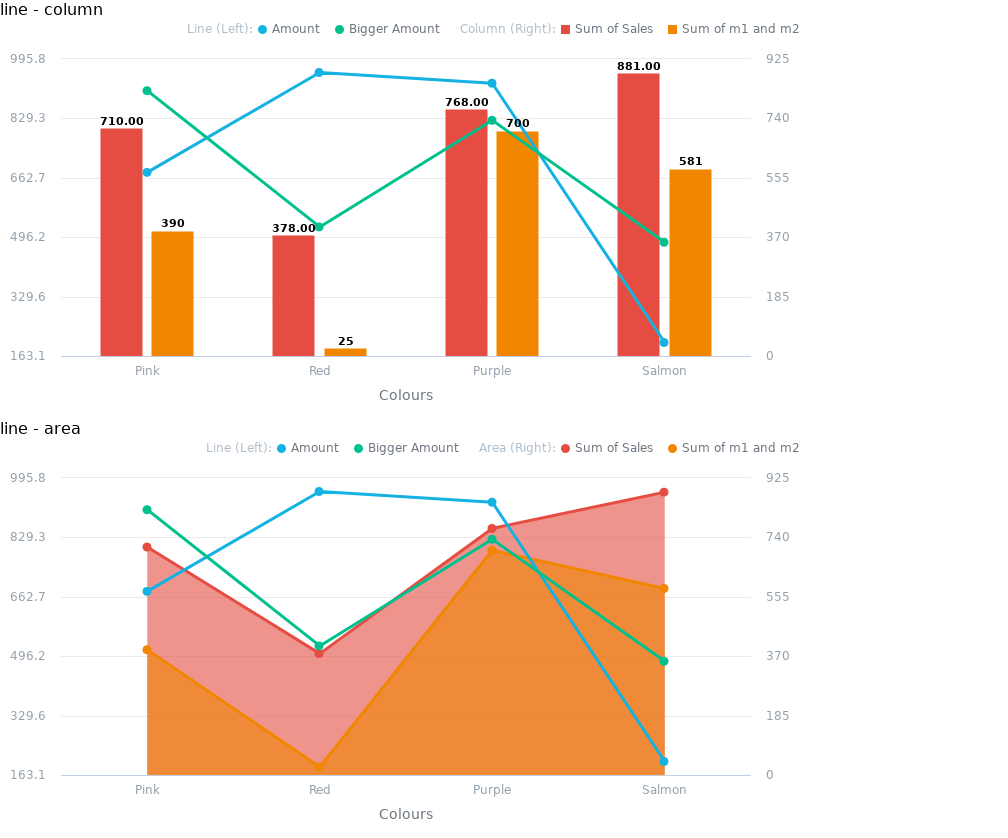 line - column
Line (Left): Amount Bigger Amount Column (Right): Sum of Sales Sum of m1 and m2
995.8 925
881.00
829.3 740
710.00 768.00 700
662.7 555
581
496.2 370
390 378.00
329.6 185
25
163.1 0
Pink Red Purple Salmon
Colours
line - area
Line (Left): Amount Bigger Amount Area (Right): Sum of Sales Sum of m1 and m2
995.8 925
829.3 740
662.7 555
496.2 370
329.6 185
163.1 0
Pink Red Purple Salmon
Colours